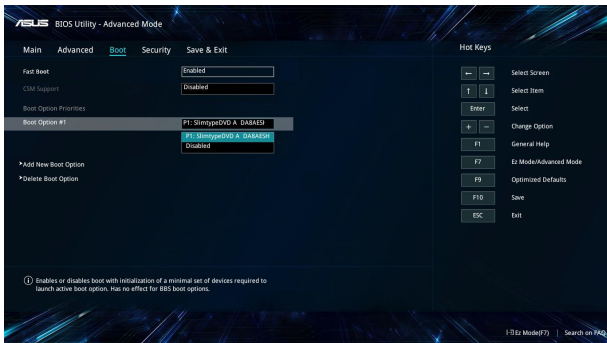 ASUS BIOS Utility - Advanced Mode
Main Advanced Boot Security Save & Exit Hot Keys
Fast Boot Enabled
← → Select Screen
CSM Support Disabled
↑ ↓ Select Item
Boot Option Priorities
Enter Select
Boot Option #1 P1: SlimtypeDVD A DA8AESH
+ - Change Option
P1: SlimtypeDVD A DA8AESH
Disabled
F1 General Help
>Add New Boot Option
F7 Ez Mode/Advanced Mode
>Delete Boot Option
F9 Optimized Defaults
F10 Save
ESC Exit
Enables or disables boot with initialization of a minimal set of devices required to
launch active boot option. Has no effect for BBS boot options.
Ez Mode(F7) | Search on FAQ